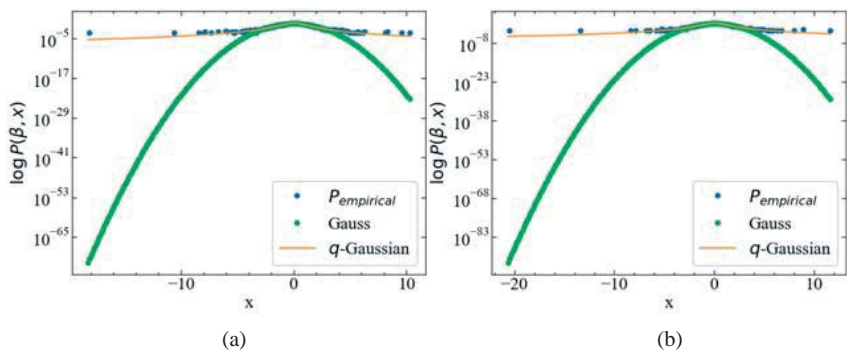 10⁻⁵
10⁻¹⁷
10⁻²⁹
10⁻⁴¹
10⁻⁵³
10⁻⁶⁵
log P(β, x)
P_empirical
Gauss
q-Gaussian
−10 0 10
x
(a)
10⁻⁸
10⁻²³
10⁻³⁸
10⁻⁵³
10⁻⁶⁸
10⁻⁸³
log P(β, x)
P_empirical
Gauss
q-Gaussian
−20 −10 0 10
x
(b)